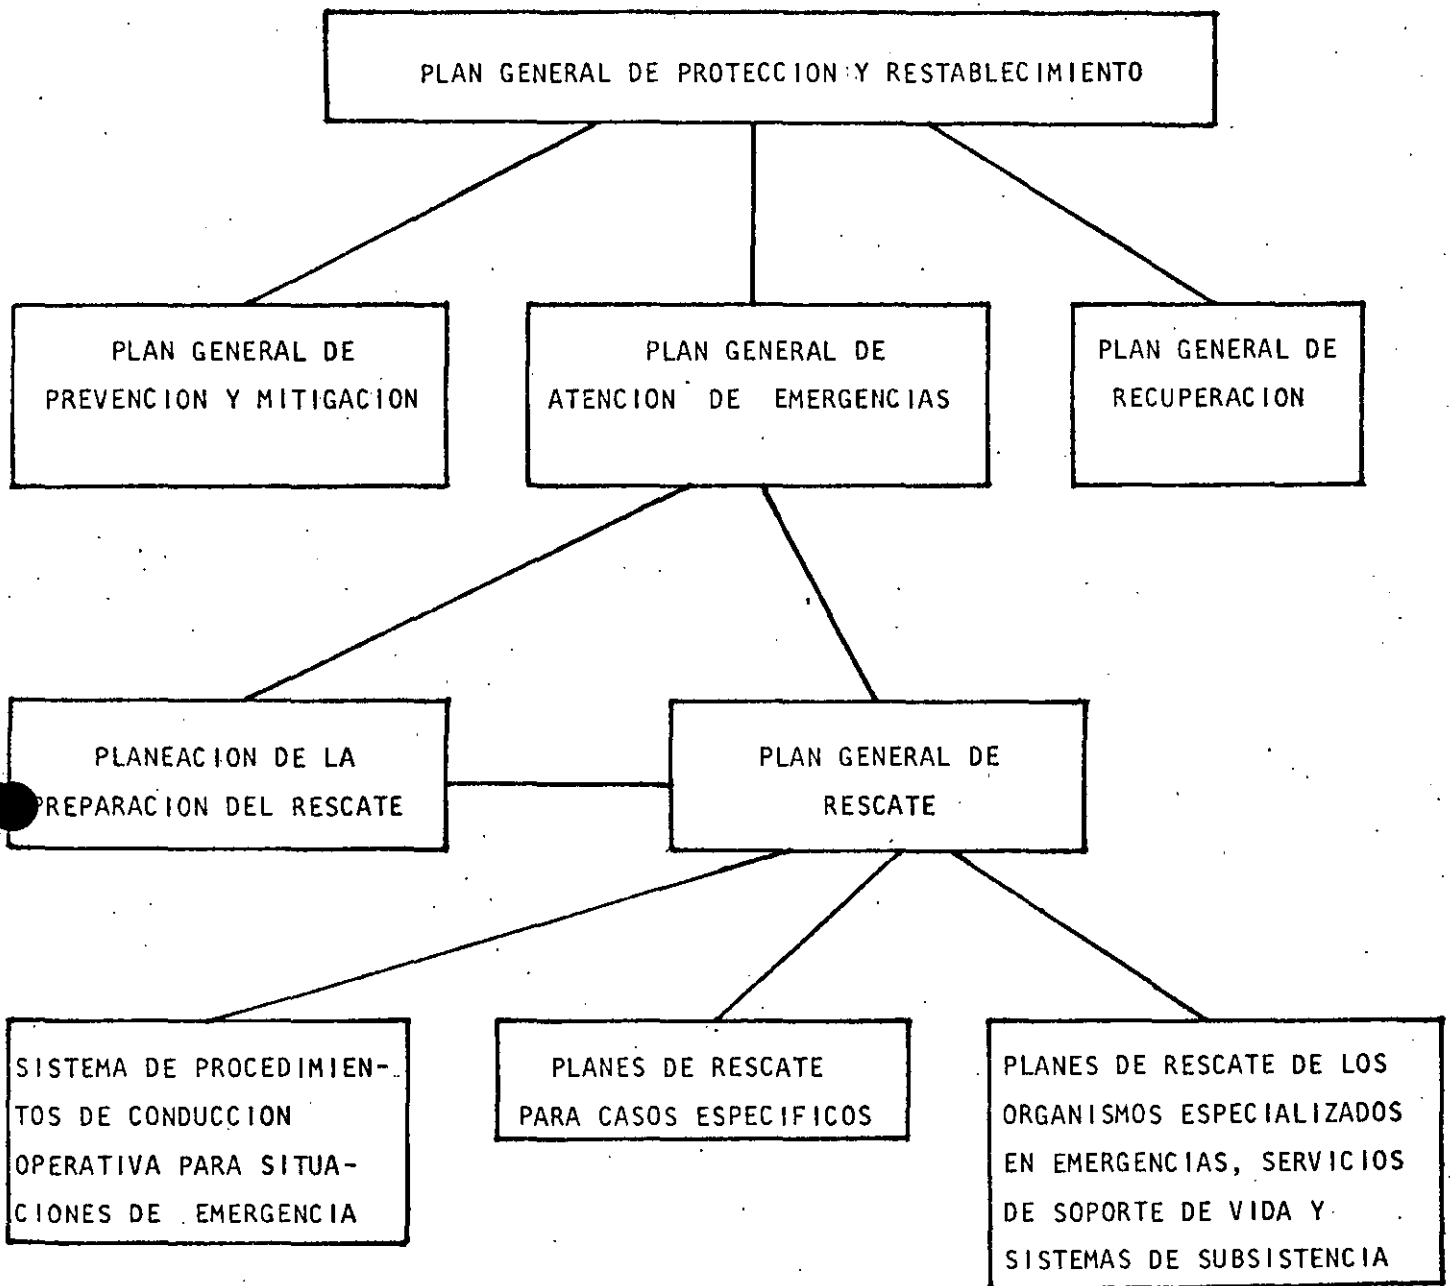 PLAN GENERAL DE PROTECCION Y RESTABLECIMIENTO
PLAN GENERAL DE
PREVENCION Y MITIGACION
PLAN GENERAL DE
ATENCION DE EMERGENCIAS
PLAN GENERAL DE
RECUPERACION
PLANEACION DE LA
PREPARACION DEL RESCATE
PLAN GENERAL DE
RESCATE
SISTEMA DE PROCEDIMIEN-
TOS DE CONDUCCION
OPERATIVA PARA SITUA-
CIONES DE EMERGENCIA
PLANES DE RESCATE
PARA CASOS ESPECIFICOS
PLANES DE RESCATE DE LOS
ORGANISMOS ESPECIALIZADOS
EN EMERGENCIAS, SERVICIOS
DE SOPORTE DE VIDA Y
SISTEMAS DE SUBSISTENCIA